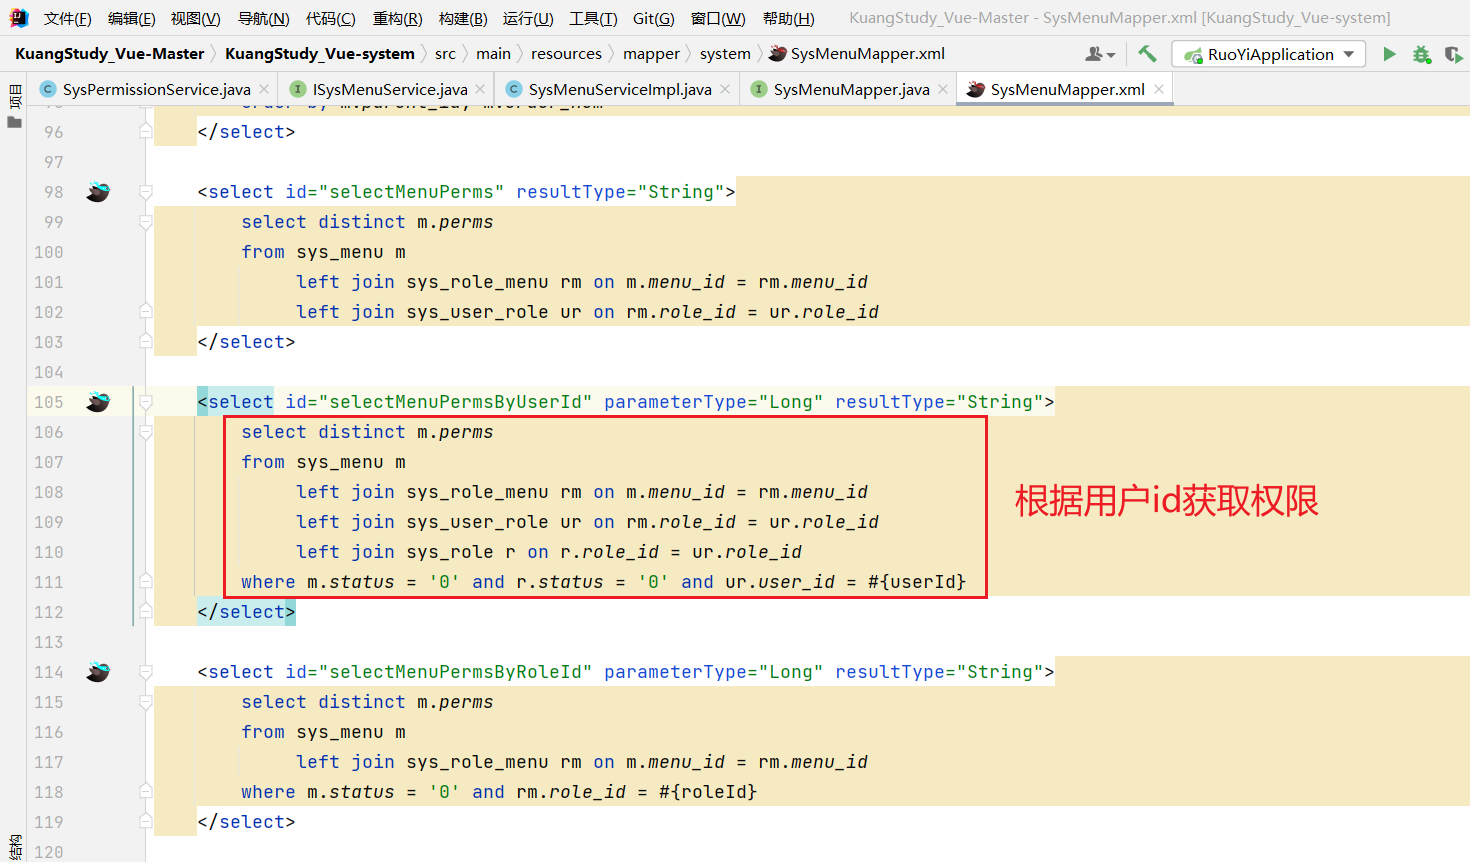 文件(F) 编辑(E) 视图(V) 导航(N) 代码(C) 重构(R) 构建(B) 运行(U) 工具(T) Git(G) 窗口(W) 帮助(H) KuangStudy_Vue-Master - SysMenuMapper.xml [KuangStudy_Vue-system]
KuangStudy_Vue-Master 〉 KuangStudy_Vue-system 〉 src 〉 main 〉 resources 〉 mapper 〉 system 〉 SysMenuMapper.xml RuoYiApplication
项目 SysPermissionService.java ISysMenuService.java SysMenuServiceImpl.java SysMenuMapper.java SysMenuMapper.xml
96 </select>
97
98 <select id="selectMenuPerms" resultType="String">
99 select distinct m.perms
100 from sys_menu m
101 left join sys_role_menu rm on m.menu_id = rm.menu_id
102 left join sys_user_role ur on rm.role_id = ur.role_id
103 </select>
104
105 <select id="selectMenuPermsByUserId" parameterType="Long" resultType="String">
106 select distinct m.perms
107 from sys_menu m
108 left join sys_role_menu rm on m.menu_id = rm.menu_id
根据用户id获取权限
109 left join sys_user_role ur on rm.role_id = ur.role_id
110 left join sys_role r on r.role_id = ur.role_id
111 where m.status = '0' and r.status = '0' and ur.user_id = #{userId}
112 </select>
113
114 <select id="selectMenuPermsByRoleId" parameterType="Long" resultType="String">
115 select distinct m.perms
116 from sys_menu m
117 left join sys_role_menu rm on m.menu_id = rm.menu_id
118 where m.status = '0' and rm.role_id = #{roleId}
119 </select>
120
结构